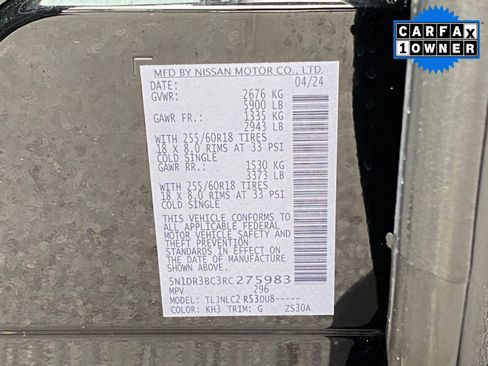 CARFAX
1 OWNER
MFD BY NISSAN MOTOR CO., LTD.
DATE: 04/24
GVWR: 2676 KG
5900 LB
GAWR FR.: 1335 KG
2943 LB
WITH 255/60R18 TIRES
18 X 8.0 RIMS AT 33 PSI
COLD SINGLE
GAWR RR.: 1530 KG
3373 LB
WITH 255/60R18 TIRES
18 X 8.0 RIMS AT 33 PSI
COLD SINGLE
THIS VEHICLE CONFORMS TO
ALL APPLICABLE FEDERAL
MOTOR VEHICLE SAFETY
AND THEFT PREVENTION
STANDARDS IN EFFECT ON
THE DATE OF MANUFACTURE
SHOWN ABOVE.
5N1DR3BC3RC275983
MPV 296
MODEL: TLJNLC2 RS3DU8-----
COLOR: KH3 TRIM: G ZS30A